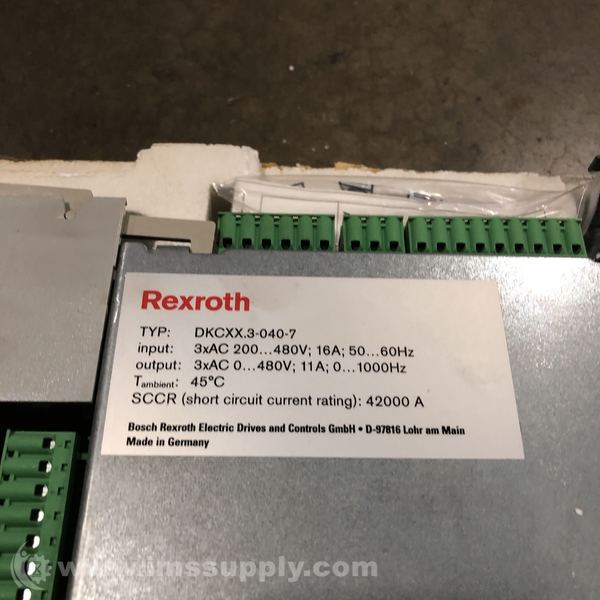 Rexroth
TYP: DKCXX.3-040-7
input: 3xAC 200...480V; 16A; 50...60Hz
output: 3xAC 0...480V; 11A; 0...1000Hz
Tambient: 45°C
SCCR (short circuit current rating): 42000 A
Bosch Rexroth Electric Drives and Controls GmbH • D-97816 Lohr am Main
Made in Germany
www.imssupply.com